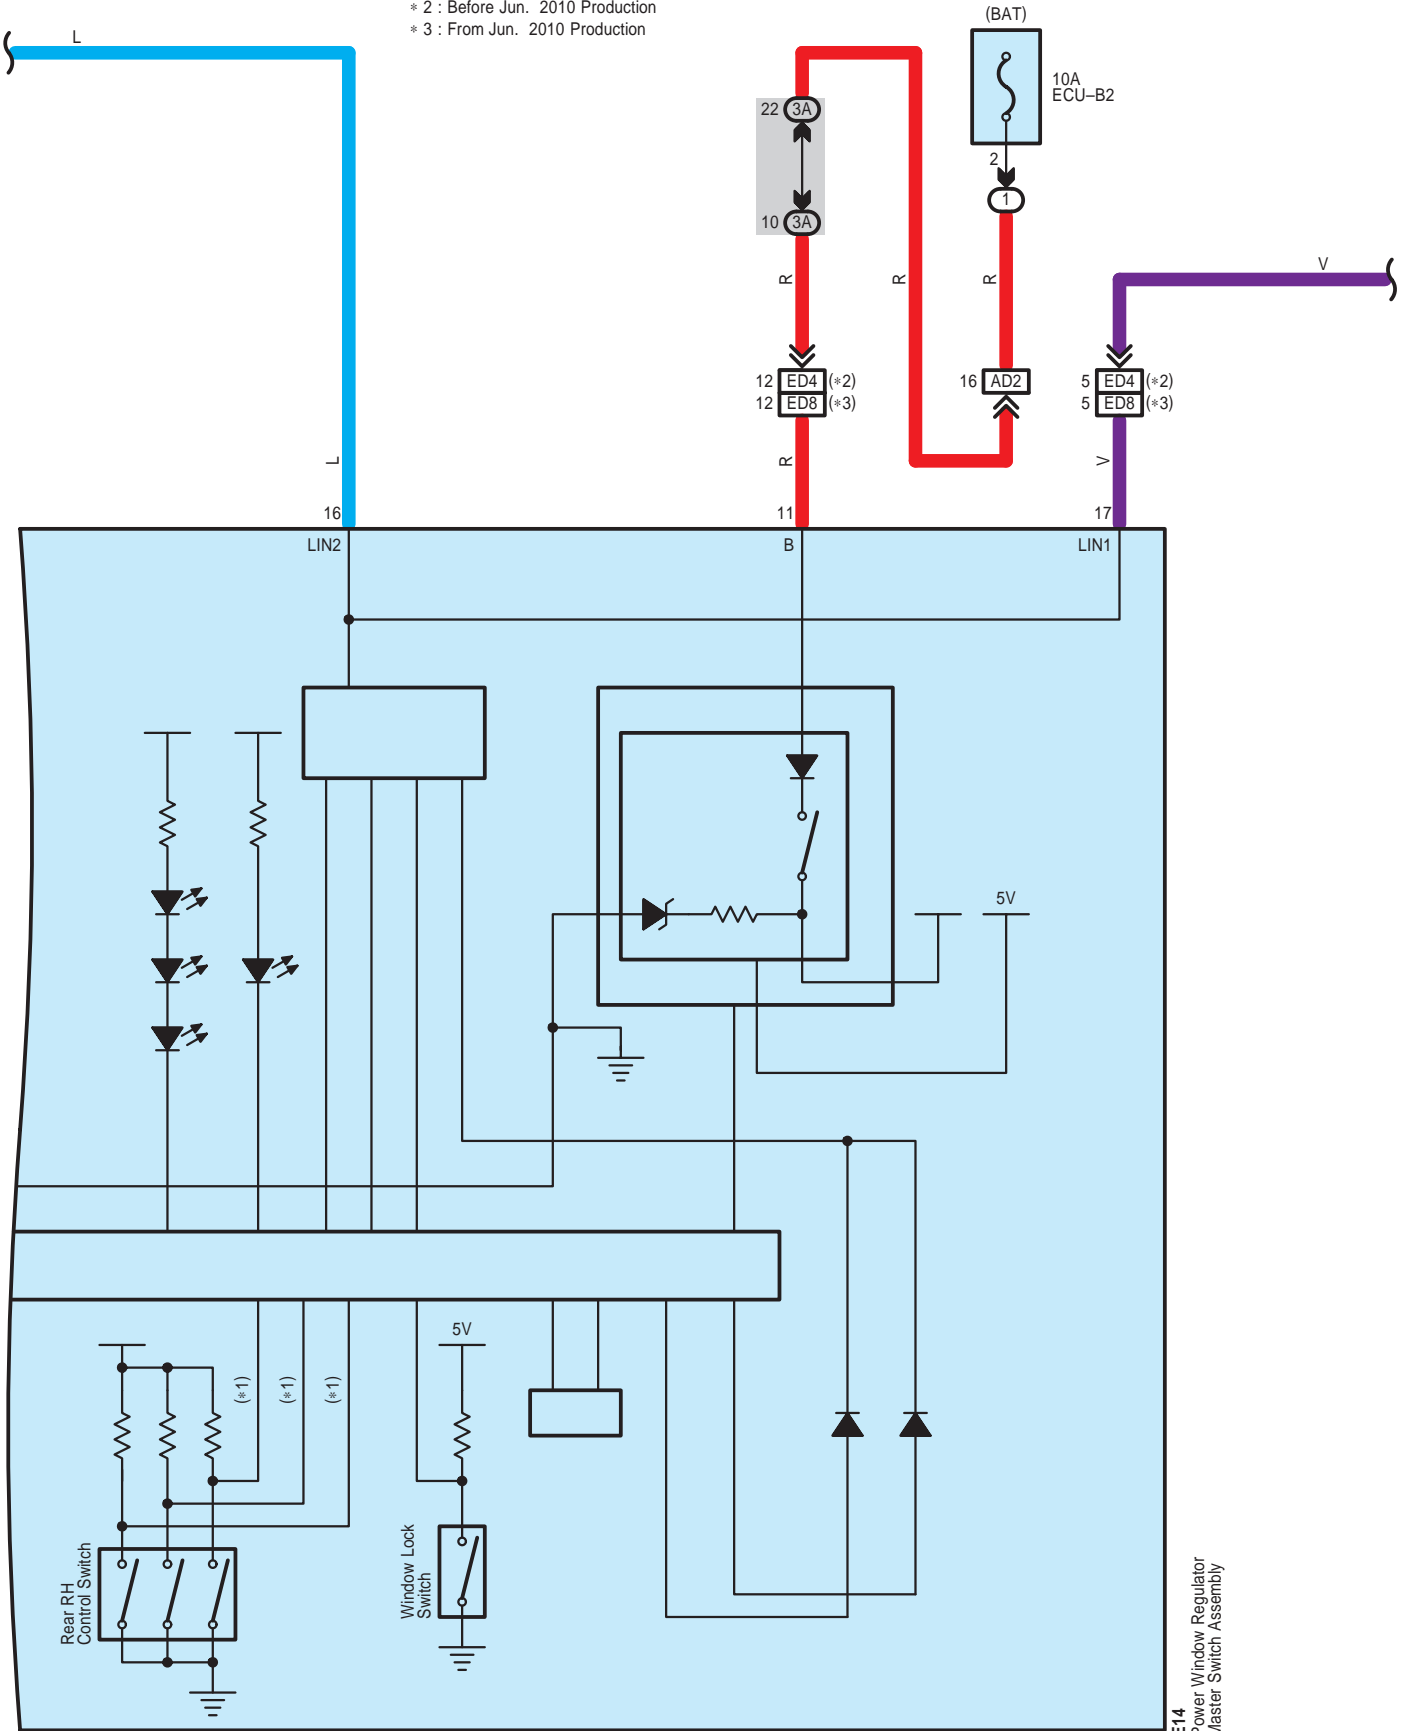 ∗ 2 : Before Jun. 2010 Production
∗ 3 : From Jun. 2010 Production
(BAT)
L
10A
ECU–B2
22 3A
2
1
10 3A
V
R
R
R
12 ED4 (∗2)
12 ED8 (∗3)
16 AD2
5 ED4 (∗2)
5 ED8 (∗3)
L
R
V
16
11
17
LIN2
B
LIN1
5V
5V
(∗1)
(∗1)
(∗1)
Rear RH
Control Switch
Window Lock
Switch
E14
Power Window Regulator
Master Switch Assembly